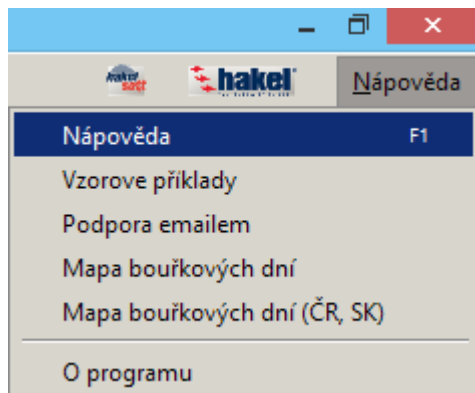 hakel Nápověda
Nápověda F1
Vzorove příklady
Podpora emailem
Mapa bouřkových dní
Mapa bouřkových dní (ČR, SK)
O programu